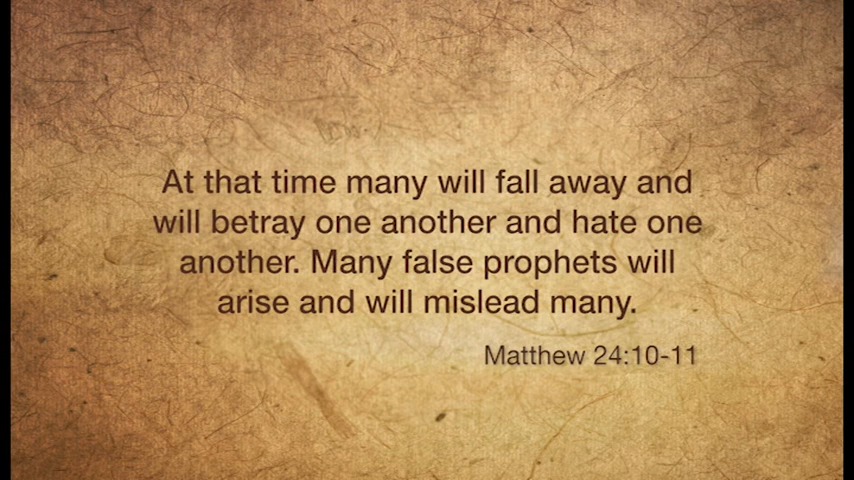 At that time many will fall away and
will betray one another and hate one
another. Many false prophets will
arise and will mislead many.
Matthew 24:10-11